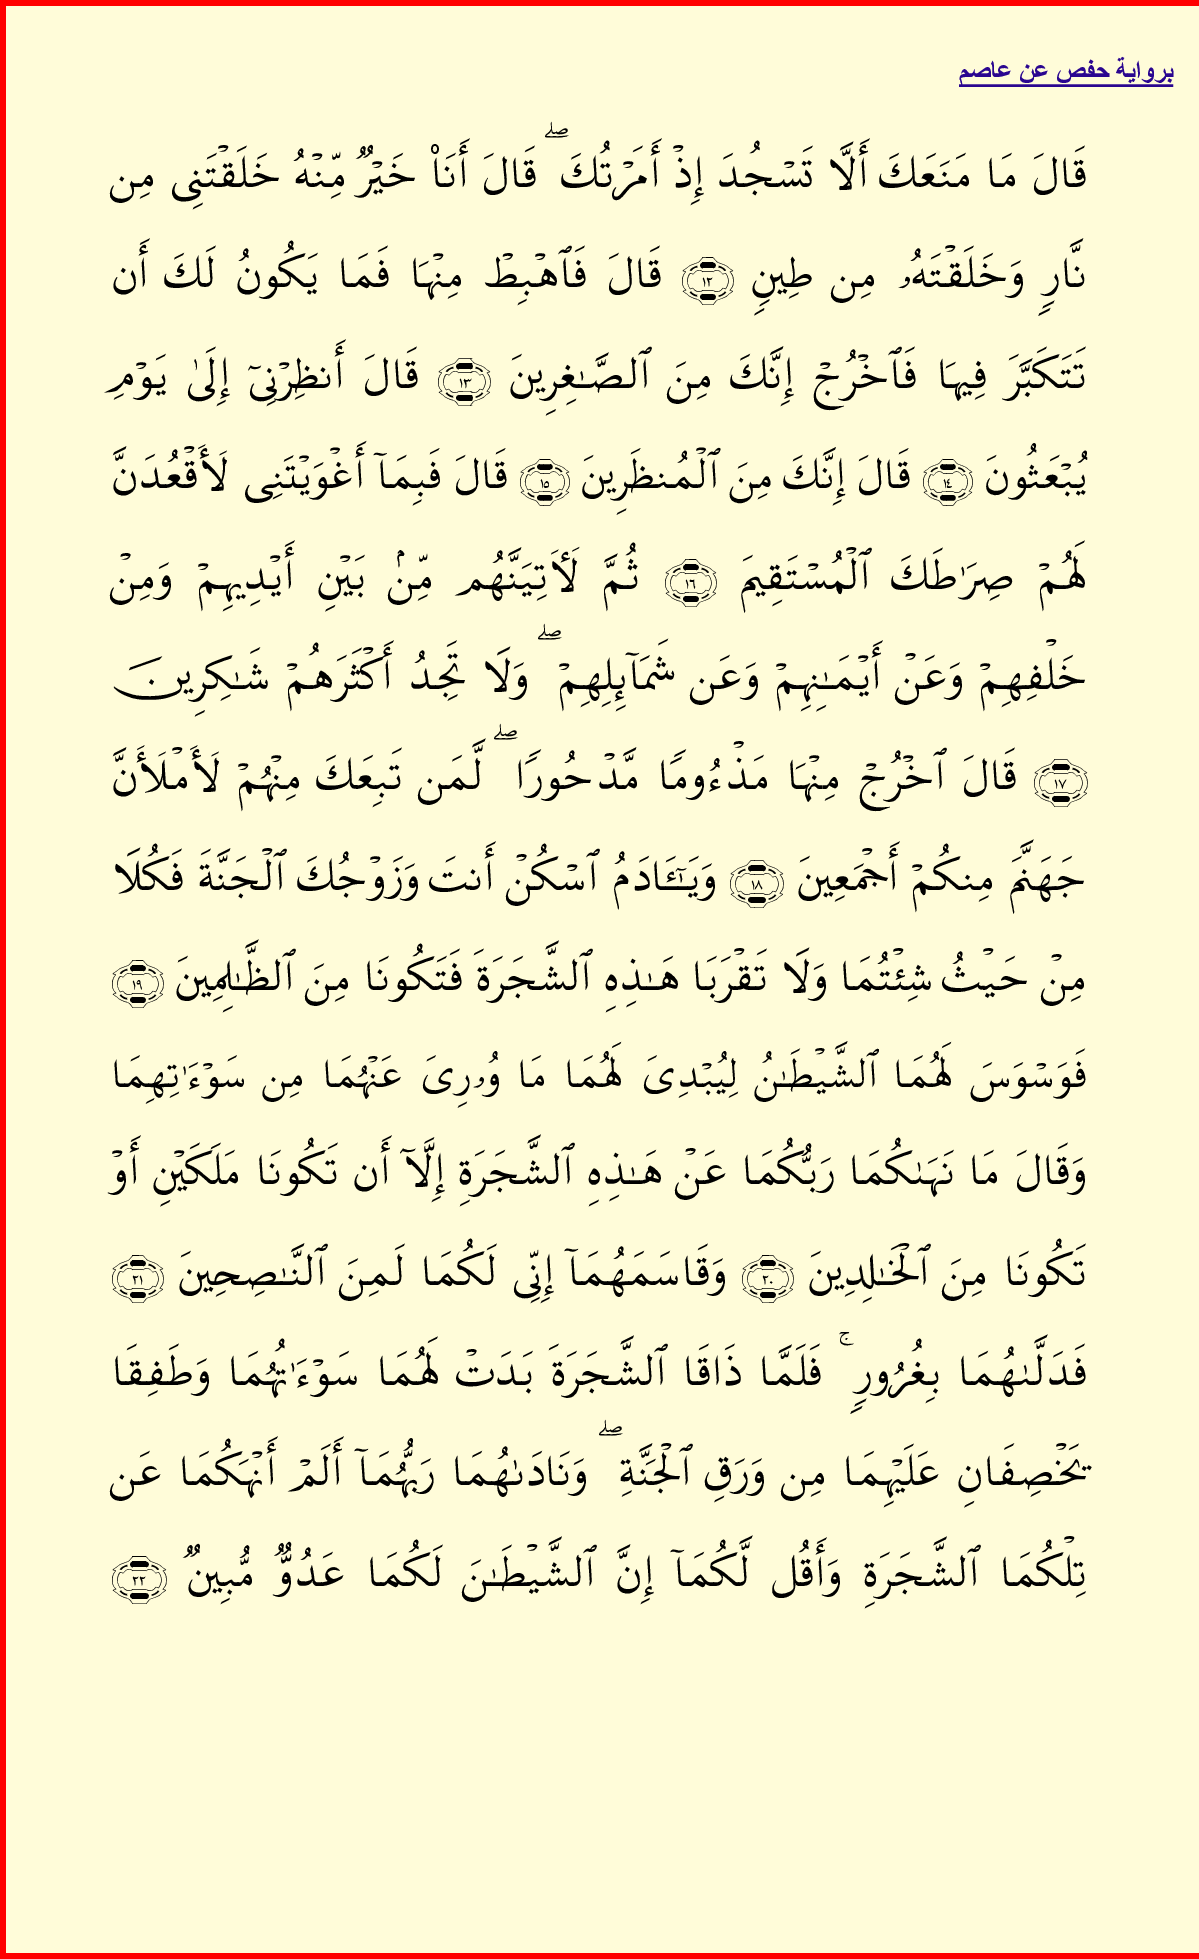 برواية حفص عن عاصم
قَالَ مَا مَنَعَكَ أَلَّا تَسْجُدَ إِذْ أَمَرْتُكَ ۖ قَالَ أَنَا۠ خَيْرٌ مِّنْهُ خَلَقْتَنِى مِن
نَّارٍ وَخَلَقْتَهُۥ مِن طِينٍ ١٢ قَالَ فَٱهْبِطْ مِنْهَا فَمَا يَكُونُ لَكَ أَن
تَتَكَبَّرَ فِيهَا فَٱخْرُجْ إِنَّكَ مِنَ ٱلصَّـٰغِرِينَ ١٣ قَالَ أَنظِرْنِىٓ إِلَىٰ يَوْمِ
يُبْعَثُونَ ١٤ قَالَ إِنَّكَ مِنَ ٱلْمُنظَرِينَ ١٥ قَالَ فَبِمَآ أَغْوَيْتَنِى لَأَقْعُدَنَّ
لَهُمْ صِرَٰطَكَ ٱلْمُسْتَقِيمَ ١٦ ثُمَّ لَـَٔاتِيَنَّهُم مِّنۢ بَيْنِ أَيْدِيهِمْ وَمِنْ
خَلْفِهِمْ وَعَنْ أَيْمَـٰنِهِمْ وَعَن شَمَآئِلِهِمْ ۖ وَلَا تَجِدُ أَكْثَرَهُمْ شَـٰكِرِينَ
١٧ قَالَ ٱخْرُجْ مِنْهَا مَذْءُومًا مَّدْحُورًا ۖ لَّمَن تَبِعَكَ مِنْهُمْ لَأَمْلَأَنَّ
جَهَنَّمَ مِنكُمْ أَجْمَعِينَ ١٨ وَيَـٰٓـَٔادَمُ ٱسْكُنْ أَنتَ وَزَوْجُكَ ٱلْجَنَّةَ فَكُلَا
مِنْ حَيْثُ شِئْتُمَا وَلَا تَقْرَبَا هَـٰذِهِ ٱلشَّجَرَةَ فَتَكُونَا مِنَ ٱلظَّـٰلِمِينَ ١٩
فَوَسْوَسَ لَهُمَا ٱلشَّيْطَـٰنُ لِيُبْدِىَ لَهُمَا مَا وُۥرِىَ عَنْهُمَا مِن سَوْءَٰتِهِمَا
وَقَالَ مَا نَهَىٰكُمَا رَبُّكُمَا عَنْ هَـٰذِهِ ٱلشَّجَرَةِ إِلَّآ أَن تَكُونَا مَلَكَيْنِ أَوْ
تَكُونَا مِنَ ٱلْخَـٰلِدِينَ ٢٠ وَقَاسَمَهُمَآ إِنِّى لَكُمَا لَمِنَ ٱلنَّـٰصِحِينَ ٢١
فَدَلَّىٰهُمَا بِغُرُورٍ ۚ فَلَمَّا ذَاقَا ٱلشَّجَرَةَ بَدَتْ لَهُمَا سَوْءَٰتُهُمَا وَطَفِقَا
يَخْصِفَانِ عَلَيْهِمَا مِن وَرَقِ ٱلْجَنَّةِ ۖ وَنَادَىٰهُمَا رَبُّهُمَآ أَلَمْ أَنْهَكُمَا عَن
تِلْكُمَا ٱلشَّجَرَةِ وَأَقُل لَّكُمَآ إِنَّ ٱلشَّيْطَـٰنَ لَكُمَا عَدُوٌّ مُّبِينٌ ٢٢